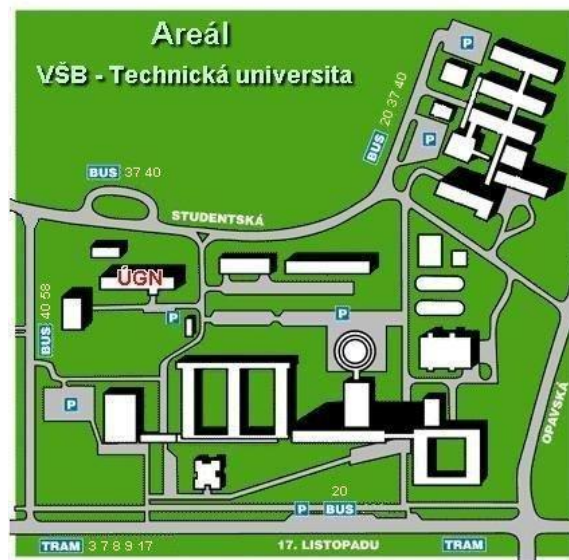 Areál
VŠB - Technická universita
P
BUS 20 37 40
P
BUS 37 40
STUDENTSKÁ
ÚGN
BUS 40 58
P
P
P
P
OPAVSKÁ
20
P BUS
TRAM 3 7 8 9 17
17. LISTOPADU
TRAM